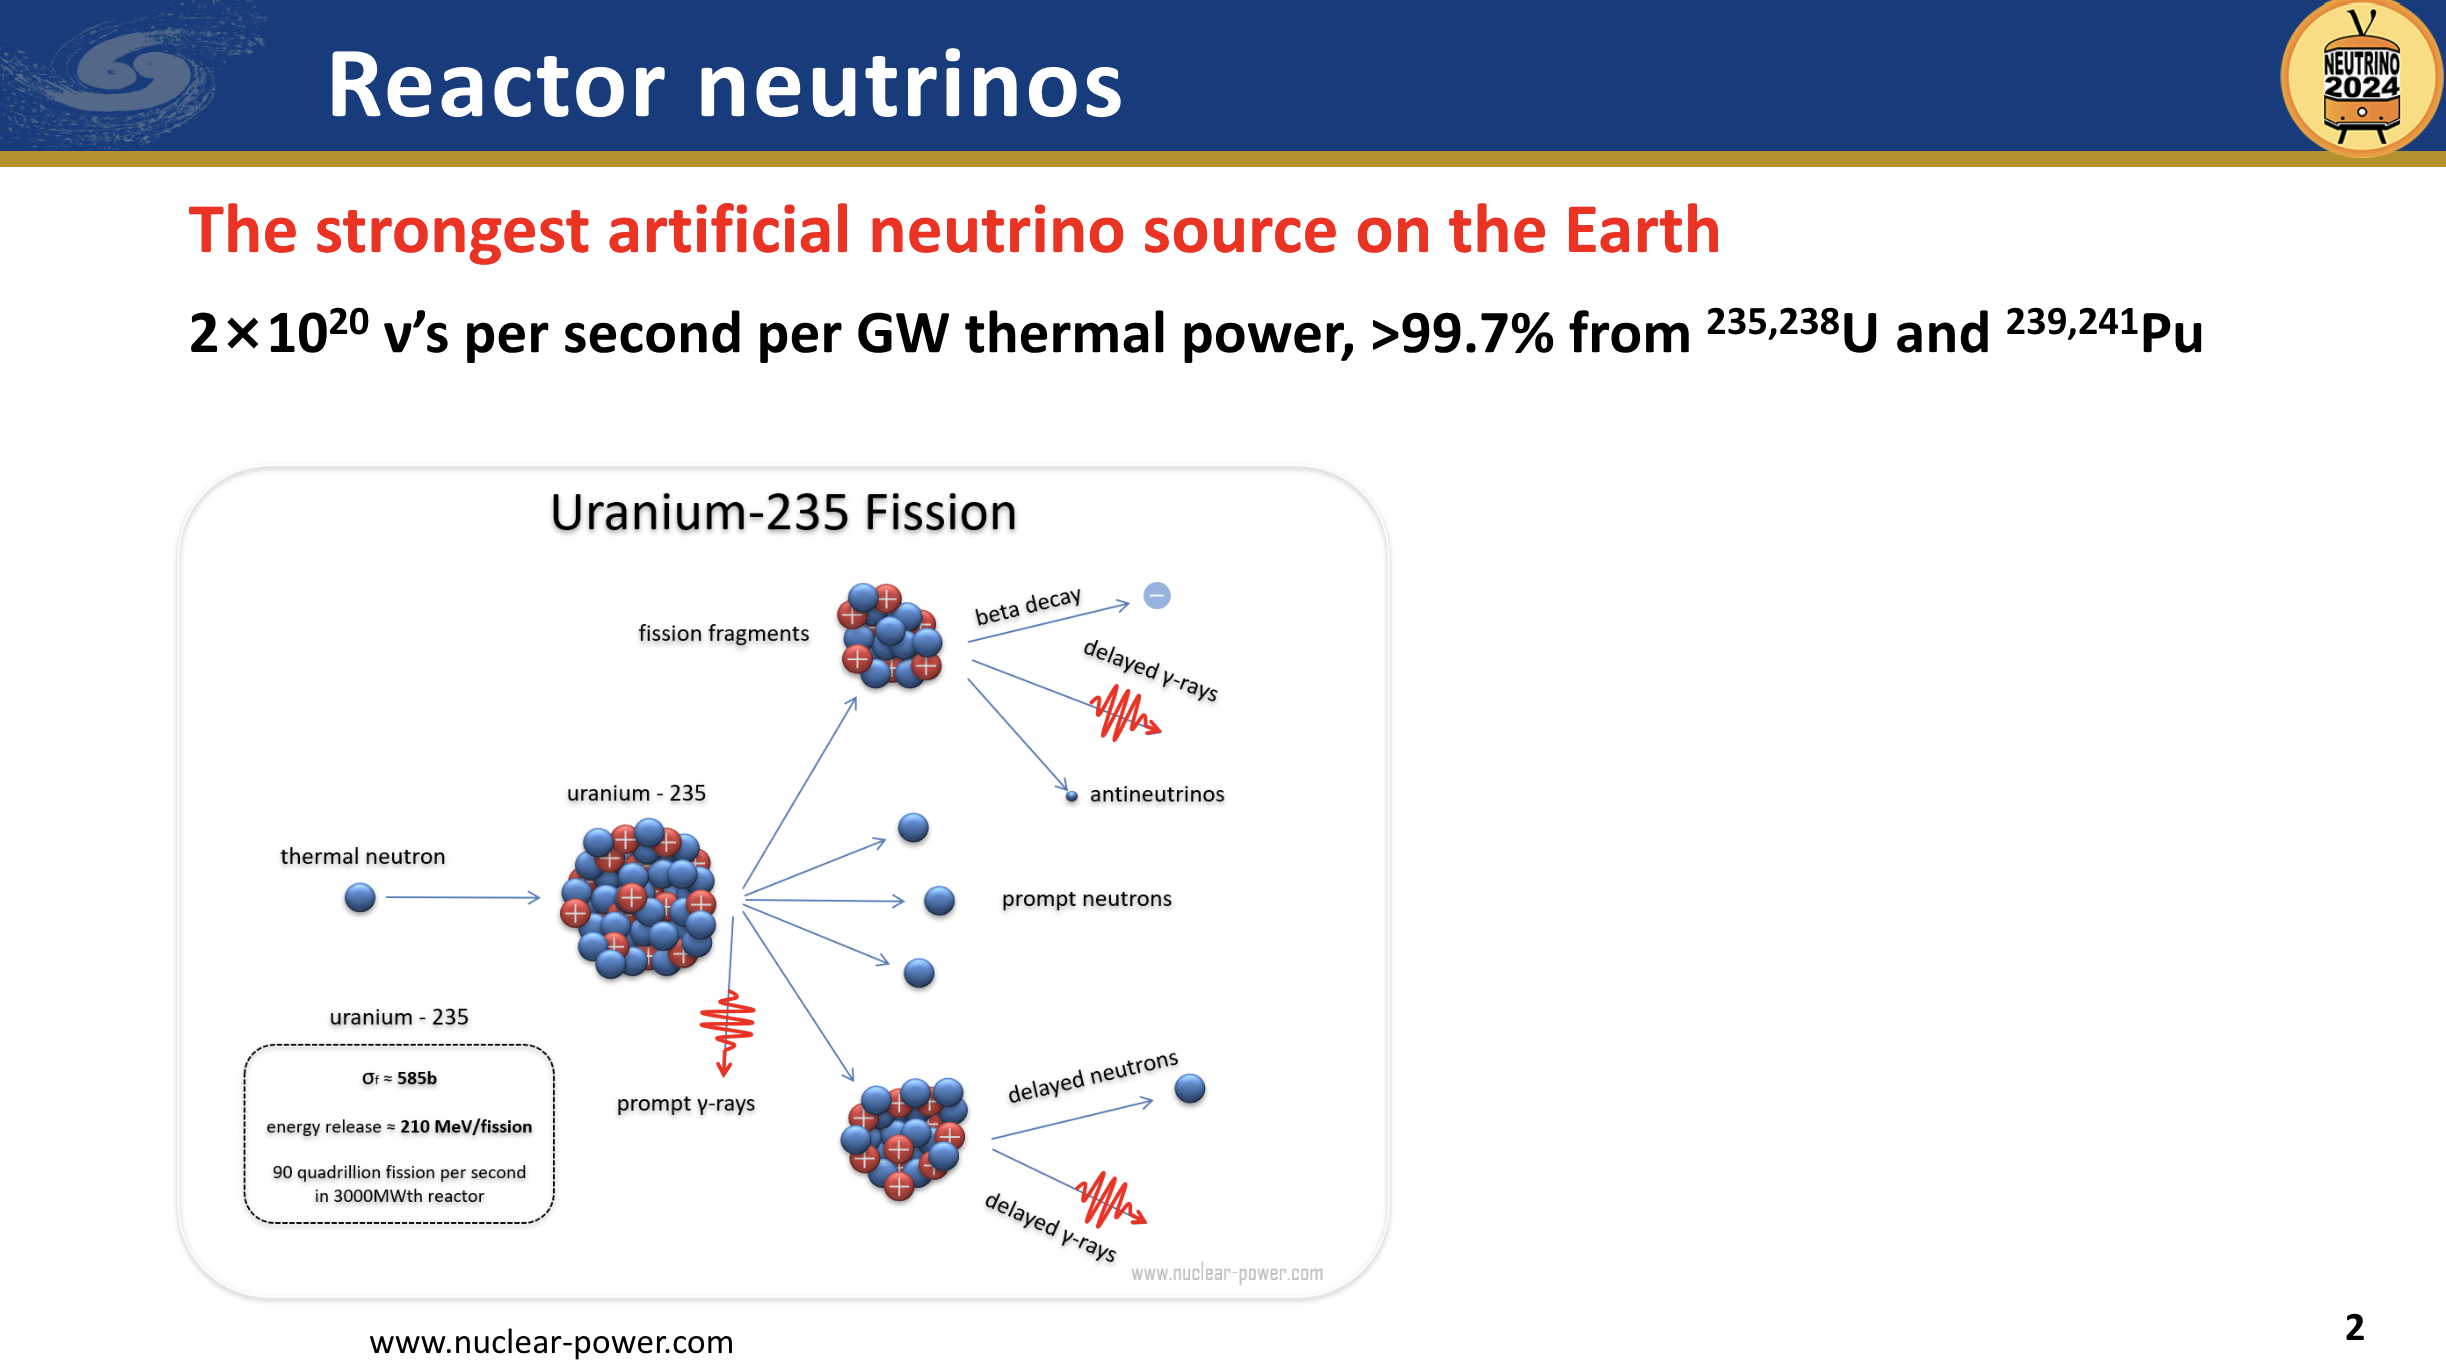 Reactor neutrinos
ν
NEUTRINO
2024
The strongest artificial neutrino source on the Earth
2×10²⁰ ν’s per second per GW thermal power, >99.7% from ²³⁵,²³⁸U and ²³⁹,²⁴¹Pu
Uranium-235 Fission
fission fragments
beta decay
delayed γ-rays
antineutrinos
uranium - 235
thermal neutron
prompt neutrons
prompt γ-rays
delayed neutrons
delayed γ-rays
uranium - 235
σf ≈ 585b
energy release ≈ 210 MeV/fission
90 quadrillion fission per second
in 3000MWth reactor
www.nuclear-power.com
www.nuclear-power.com
2